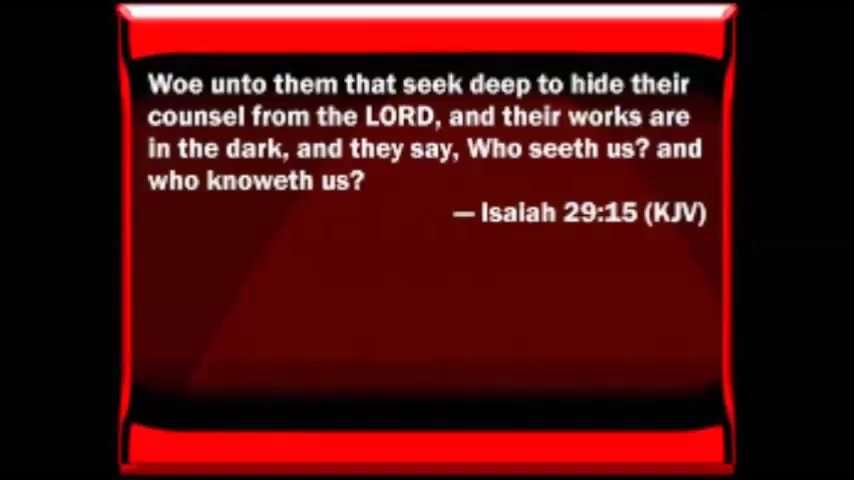 Woe unto them that seek deep to hide their
counsel from the LORD, and their works are
in the dark, and they say, Who seeth us? and
who knoweth us?
— Isaiah 29:15 (KJV)